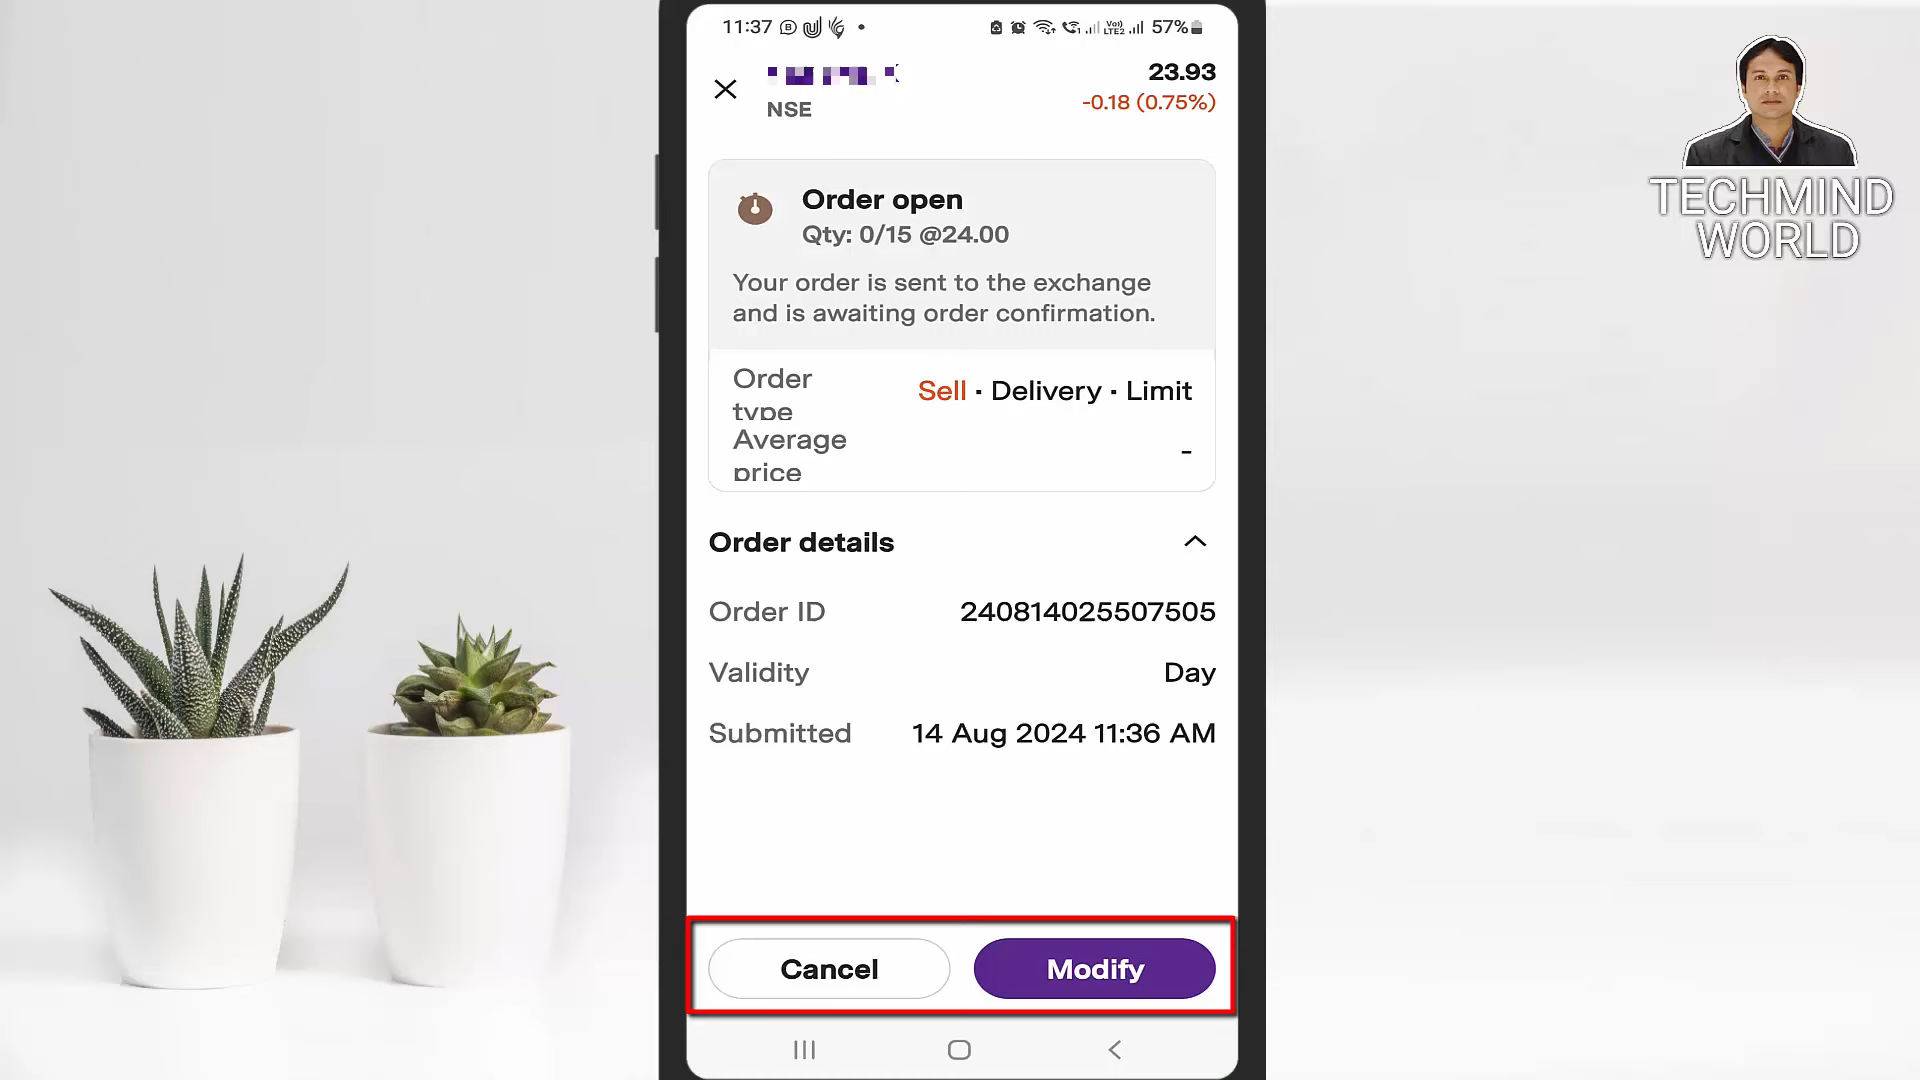 11:37
57%
23.93
NSE
-0.18 (0.75%)
Order open
Qty: 0/15 @24.00
Your order is sent to the exchange
and is awaiting order confirmation.
Order
type
Sell · Delivery · Limit
Average
price
-
Order details
Order ID
240814025507505
Validity
Day
Submitted
14 Aug 2024 11:36 AM
Cancel
Modify
TECHMIND
WORLD